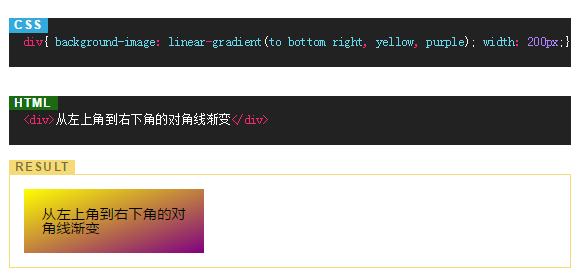 CSS
div{ background-image: linear-gradient(to bottom right, yellow, purple); width: 200px;}
HTML
<div>从左上角到右下角的对角线渐变</div>
RESULT
从左上角到右下角的对
角线渐变